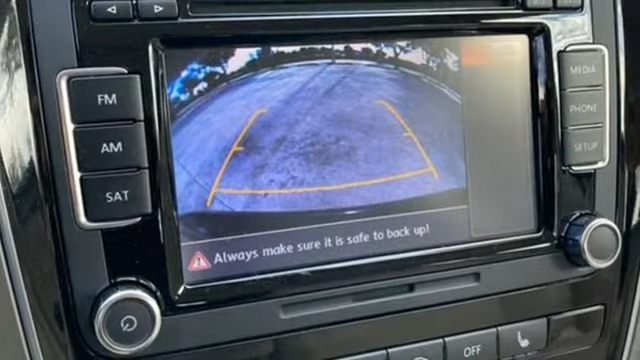 FM
AM
SAT
MEDIA
PHONE
SETUP
Always make sure it is safe to back up!
OFF